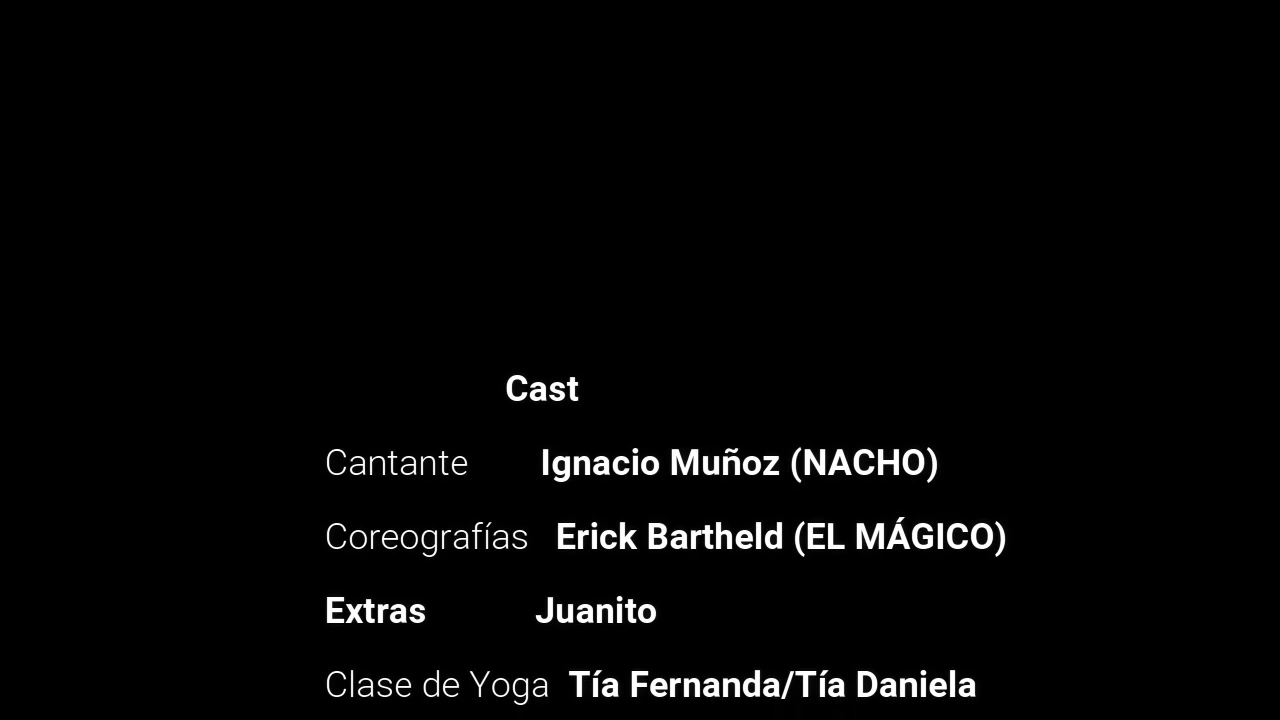 Cast
Cantante Ignacio Muñoz (NACHO)
Coreografías Erick Bartheld (EL MÁGICO)
Extras Juanito
Clase de Yoga Tía Fernanda/Tía Daniela